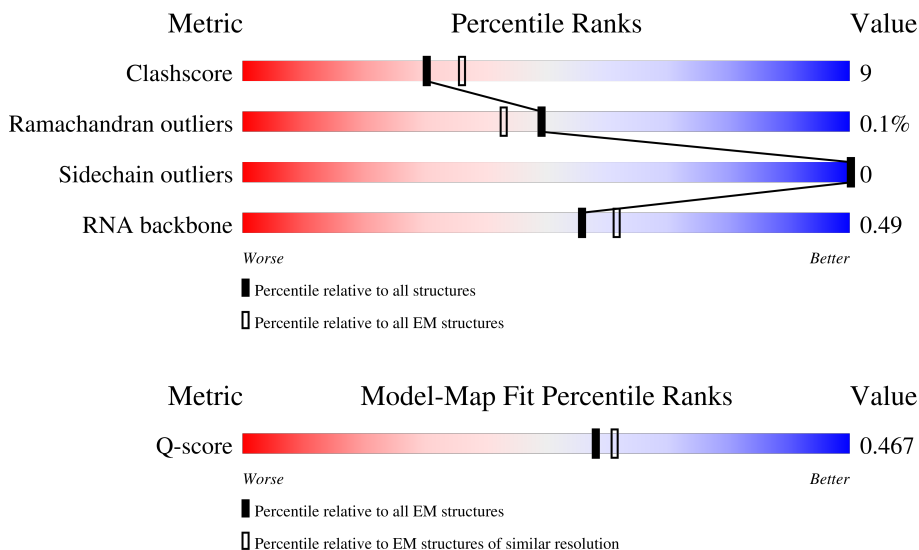 Metric Percentile Ranks Value
Clashscore 9
Ramachandran outliers 0.1%
Sidechain outliers 0
RNA backbone 0.49
Worse Better
Percentile relative to all structures
Percentile relative to all EM structures
Metric Model-Map Fit Percentile Ranks Value
Q-score 0.467
Worse Better
Percentile relative to all EM structures
Percentile relative to EM structures of similar resolution